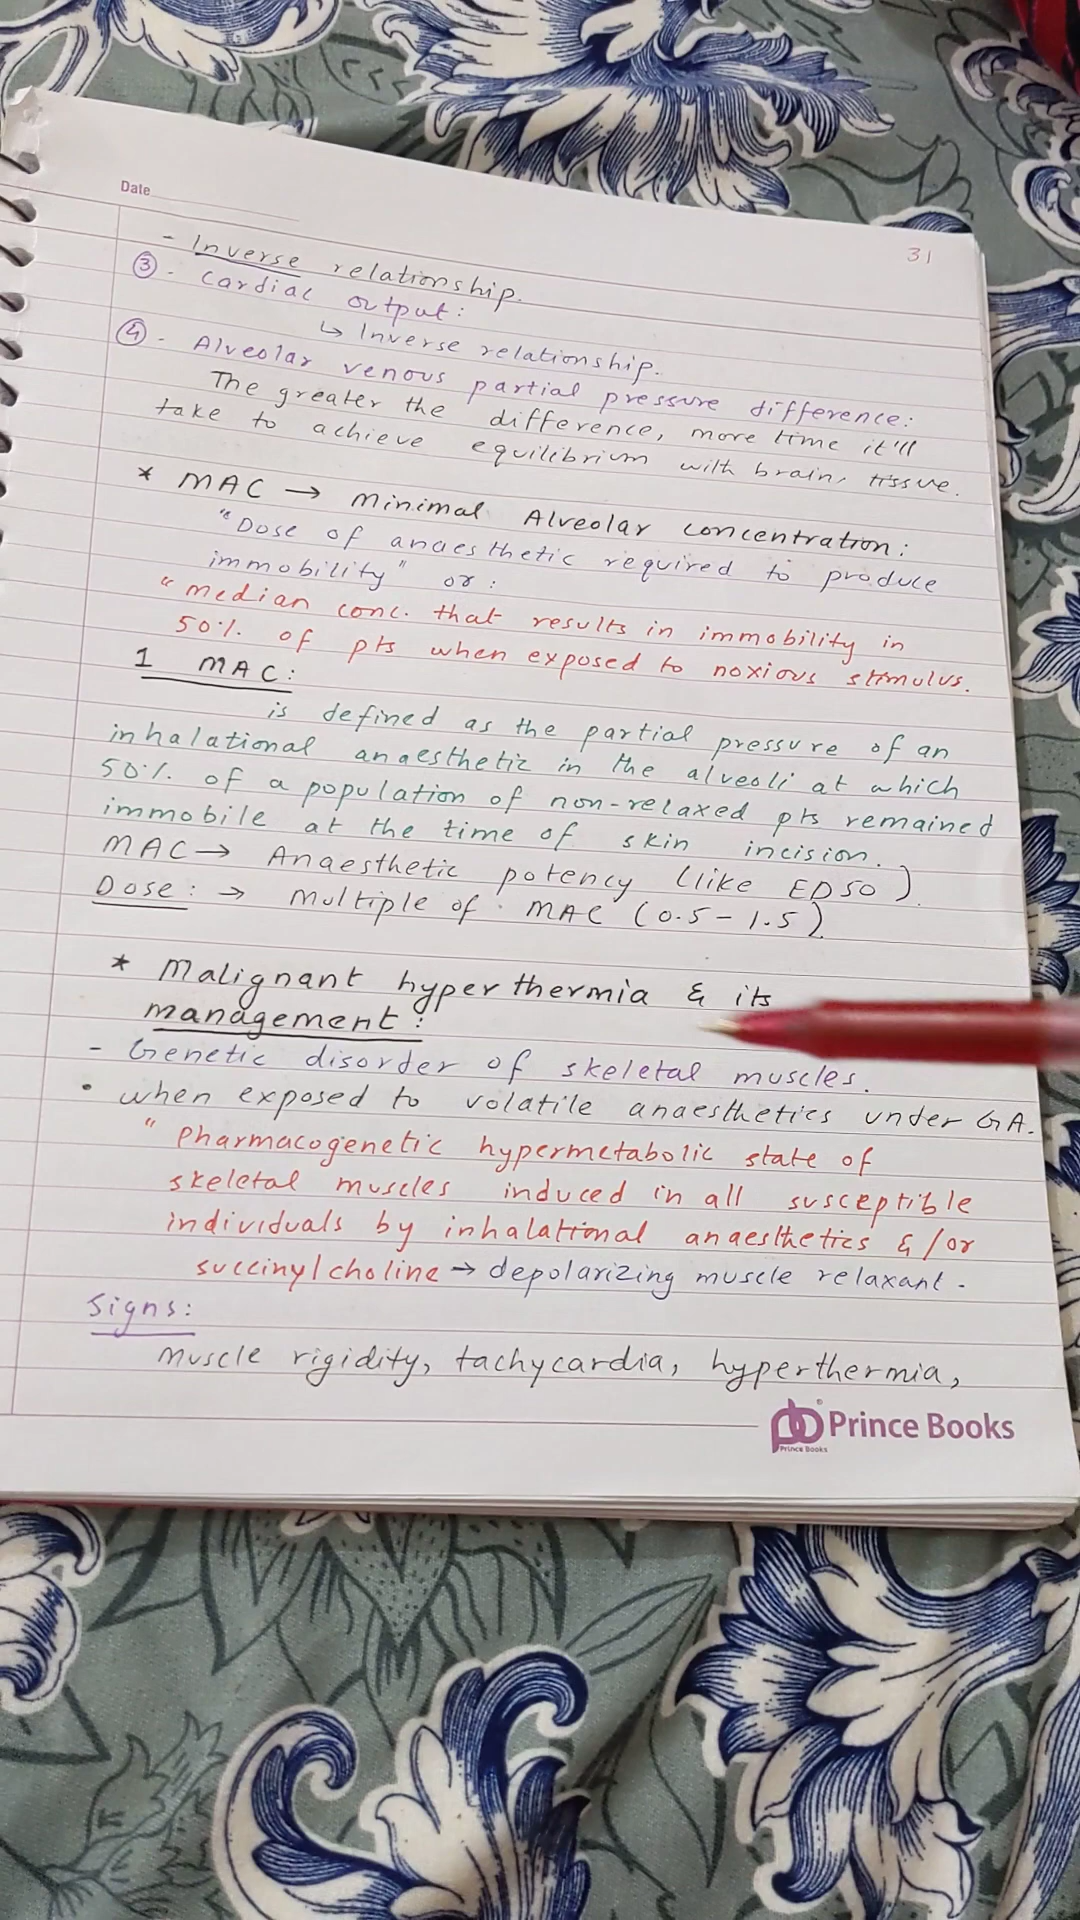 Date
31
- Inverse relationship.
③. Cardiac output:
↳ Inverse relationship.
④. Alveolar venous partial pressure difference:
The greater the difference, more time it'll
take to achieve equilibrium with brain, tissue.
* MAC → Minimal Alveolar concentration:
"Dose of anaesthetic required to produce
immobility" or:
"median conc. that results in immobility in
50%. of pts when exposed to noxious stimulus.
1 MAC:
is defined as the partial pressure of an
inhalational anaesthetic in the alveoli at which
50%. of a population of non-relaxed pts remained
immobile at the time of skin incision.
MAC → Anaesthetic potency (like ED50).
Dose: → Multiple of MAC (0.5-1.5)
* Malignant hyperthermia & its
management:
- Genetic disorder of skeletal muscles.
• when exposed to volatile anaesthetics under GA.
"Pharmacogenetic hypermetabolic state of
skeletal muscles induced in all susceptible
individuals by inhalational anaesthetics &/or
succinylcholine → depolarizing muscle relaxant.
Signs:
Muscle rigidity, tachycardia, hyperthermia,
Prince Books
Prince Books